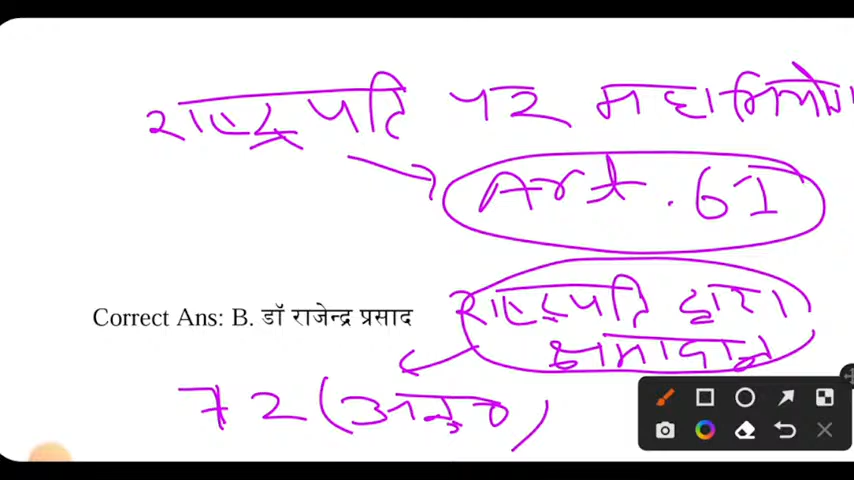 राष्ट्रपति पर महाभियो
Art. 61
राष्ट्रपति द्वारा
क्षमादान
Correct Ans: B. डॉ राजेन्द्र प्रसाद
72 (अनु०)